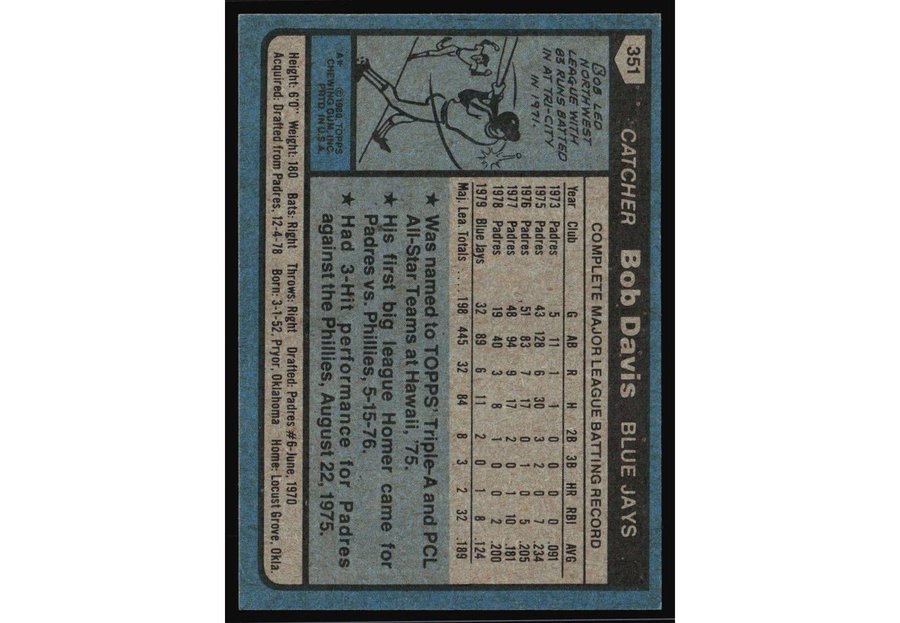 351
CATCHER Bob Davis BLUE JAYS
BOB LED
NORTHWEST
LEAGUE WITH
83 RUNS BATTED
IN AT TRI-CITY
IN 1971.
©1980, TOPPS
CHEWING GUM, INC.
PRTD. IN U.S.A.
COMPLETE MAJOR LEAGUE BATTING RECORD
Year Club G AB R H 2B 3B HR RBI AVG
1973 Padres 5 11 1 1 0 0 0 0 .091
1975 Padres 43 128 6 30 3 2 0 7 .234
1976 Padres 51 83 7 17 0 1 0 5 .205
1977 Padres 48 94 9 17 2 0 1 10 .181
1978 Padres 19 40 3 8 1 0 0 2 .200
1979 Blue Jays 32 89 6 11 2 0 1 8 .124
Maj. Lea. Totals .... 198 445 32 84 8 3 2 32 .189
★ Was named to TOPPS' Triple-A and PCL
All-Star Teams at Hawaii, '75.
★ His first big league Homer came for
Padres vs. Phillies, 5-15-76.
★ Had 3-Hit performance for Padres
against the Phillies, August 22, 1975.
Height: 6'0" Weight: 180 Bats: Right Throws: Right Drafted: Padres #6-June, 1970
Acquired: Drafted from Padres, 12-4-78 Born: 3-1-52, Pryor, Oklahoma Home: Locust Grove, Okla.